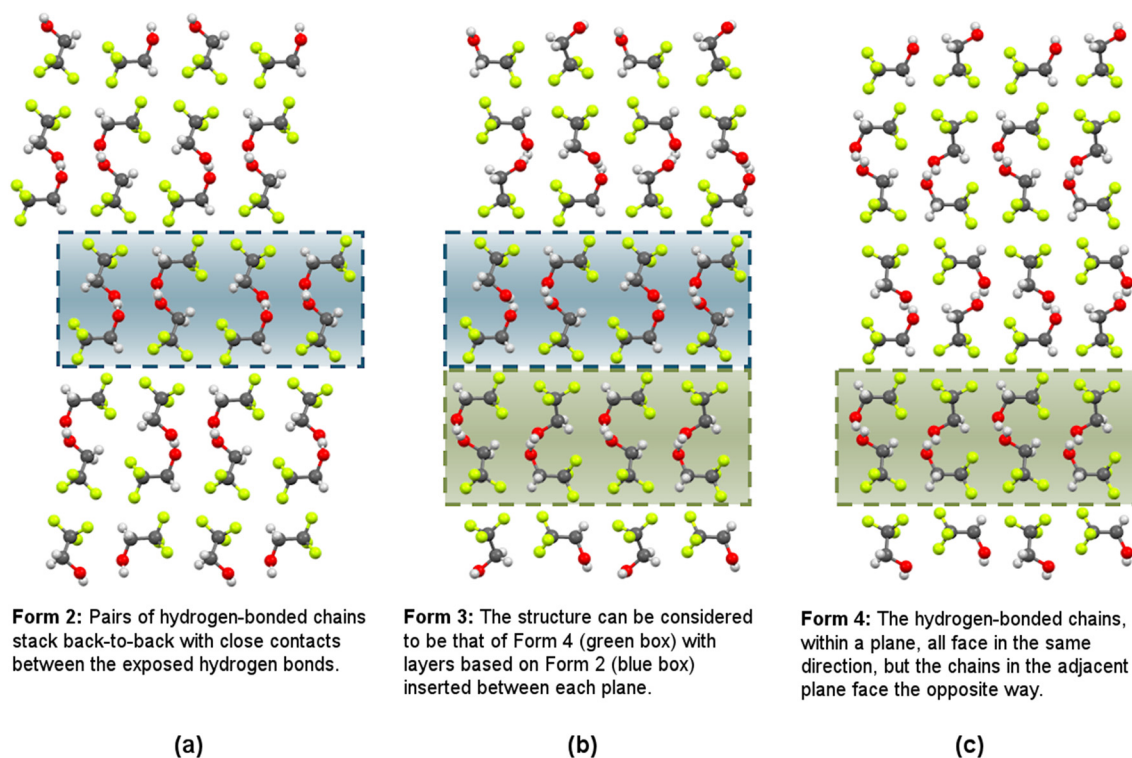 Form 2: Pairs of hydrogen-bonded chains
stack back-to-back with close contacts
between the exposed hydrogen bonds.
(a)
Form 3: The structure can be considered
to be that of Form 4 (green box) with
layers based on Form 2 (blue box)
inserted between each plane.
(b)
Form 4: The hydrogen-bonded chains,
within a plane, all face in the same
direction, but the chains in the adjacent
plane face the opposite way.
(c)